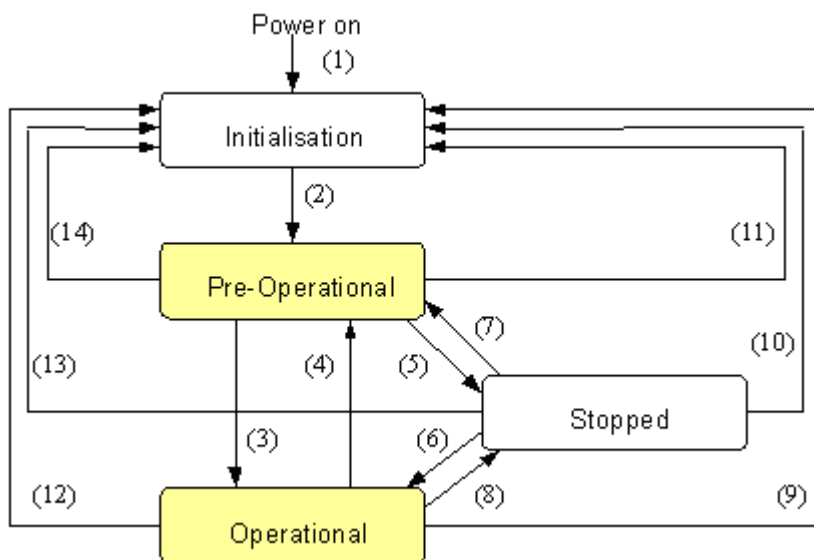 Power on
(1)
Initialisation
(2)
(14)
(11)
Pre-Operational
(7)
(13)
(4)
(5)
(10)
Stopped
(3)
(6)
(12)
(8)
(9)
Operational